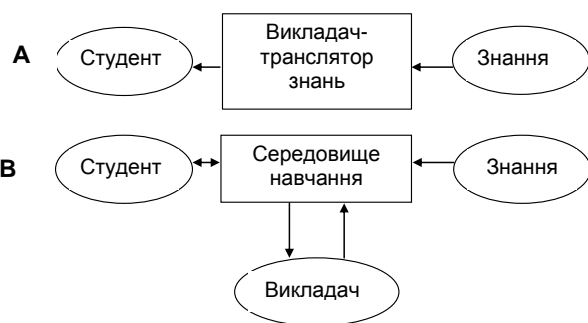 А
Студент
Викладач-
транслятор
знань
Знання
В
Студент
Середовище
навчання
Знання
Викладач